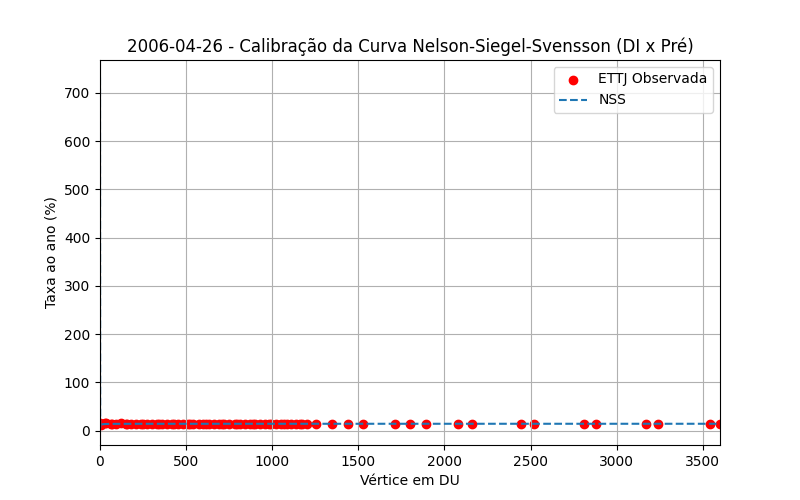 2006-04-26 - Calibração da Curva Nelson-Siegel-Svensson (DI x Pré)
ETTJ Observada
NSS
Taxa ao ano (%)
700
600
500
400
300
200
100
0
0 500 1000 1500 2000 2500 3000 3500
Vértice em DU